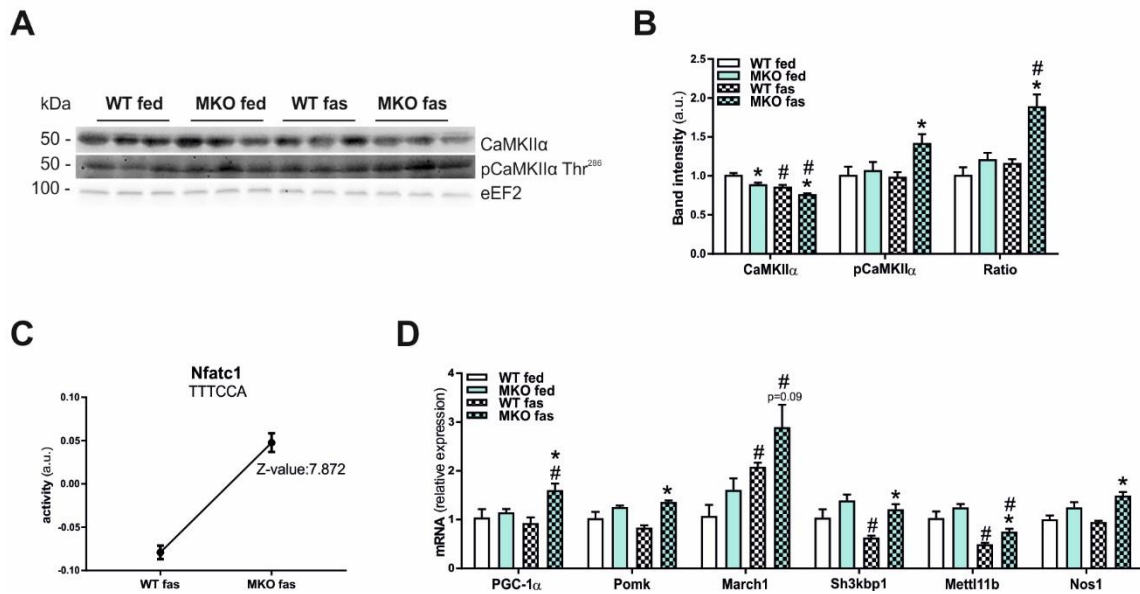 A
kDa
WT fed MKO fed WT fas MKO fas
50 - CaMKIIα
50 - pCaMKIIα Thr²⁸⁶
100 - eEF2
B
WT fed
MKO fed
WT fas
MKO fas
Band intensity (a.u.)
2.5
2.0
1.5
1.0
0.5
0.0
* # # * * # *
CaMKIIα pCaMKIIα Ratio
C
Nfatc1
TTTCCA
activity (a.u.)
0.10
0.05
0.00
-0.05
-0.10
Z-value:7.872
WT fas MKO fas
D
WT fed
MKO fed
WT fas
MKO fas
mRNA (relative expression)
4
3
2
1
0
* # * # # p=0.09 # * # # * *
PGC-1α Pomk March1 Sh3kbp1 Mettl11b Nos1